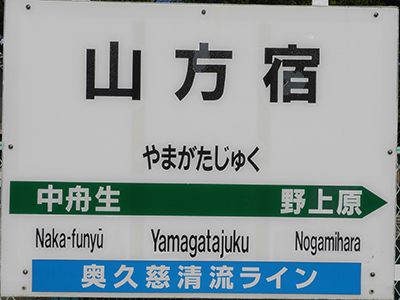 山方宿
やまがたじゅく
中舟生 野上原
Naka-funyū Yamagatajuku Nogamihara
奥久慈清流ライン